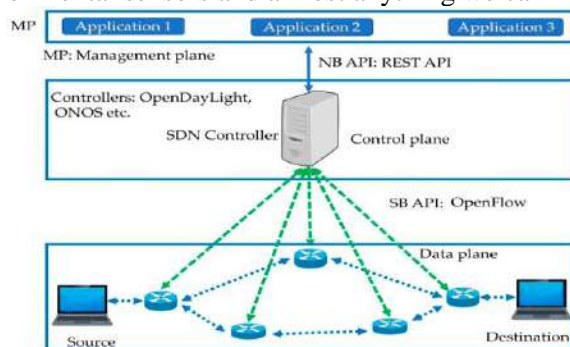 MP
Application 1
Application 2
Application 3
MP: Management plane
NB API: REST API
Controllers: OpenDayLight,
ONOS etc.
SDN Controller
Control plane
SB API: OpenFlow
Data plane
Source
Destination